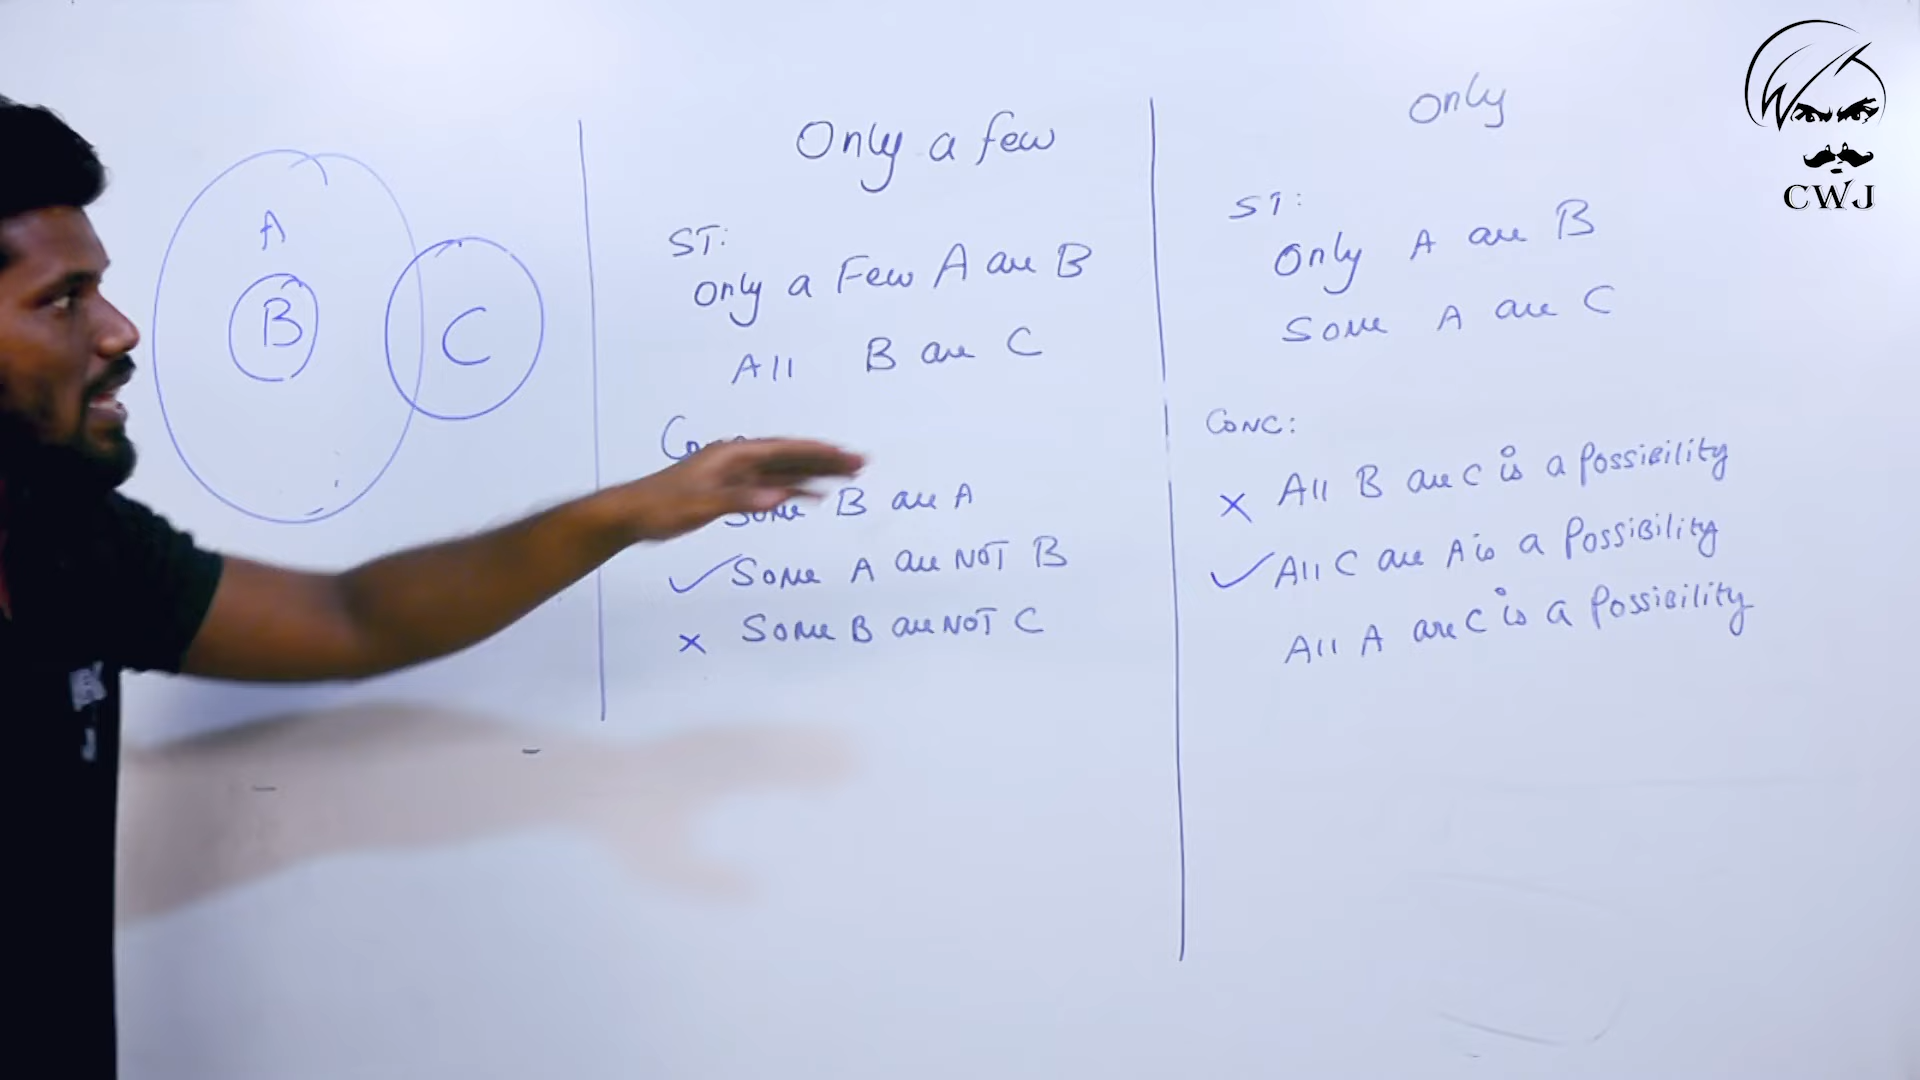 A
B
C
Only a few
ST:
Only a Few A are B
All B are C
Some B are A
Some A are NOT B
Some B are NOT C
Only
ST:
Only A are B
Some A are C
CONC:
All B are C is a Possibility
All C are A is a Possibility
All A are C is a Possibility
CWJ